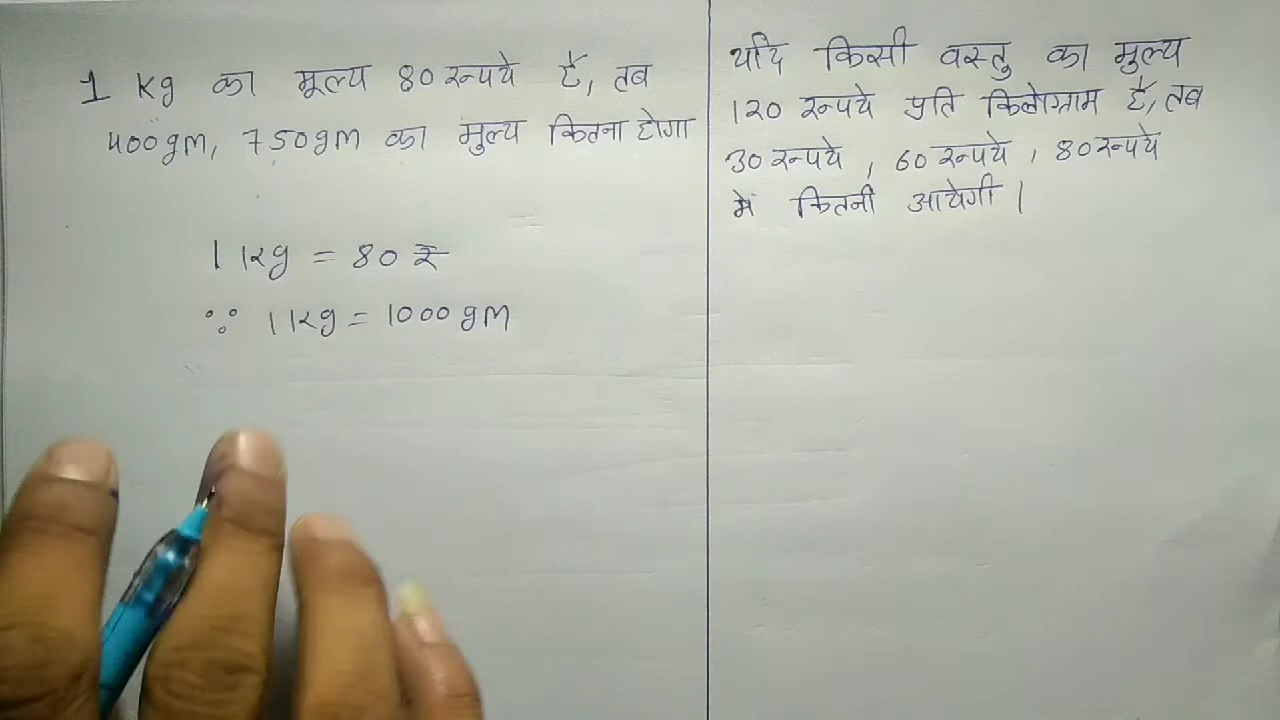 1 Kg का मूल्य 80 रूपये है, तब
400gm, 750gm का मुल्य कितना होगा
1 Kg = 80 रू
∵ 1 Kg = 1000 gm
यदि किसी वस्तु का मुल्य
120 रूपये प्रति किलोग्राम है, तब
30 रूपये , 60 रूपये , 80 रूपये
में कितनी आयेगी।